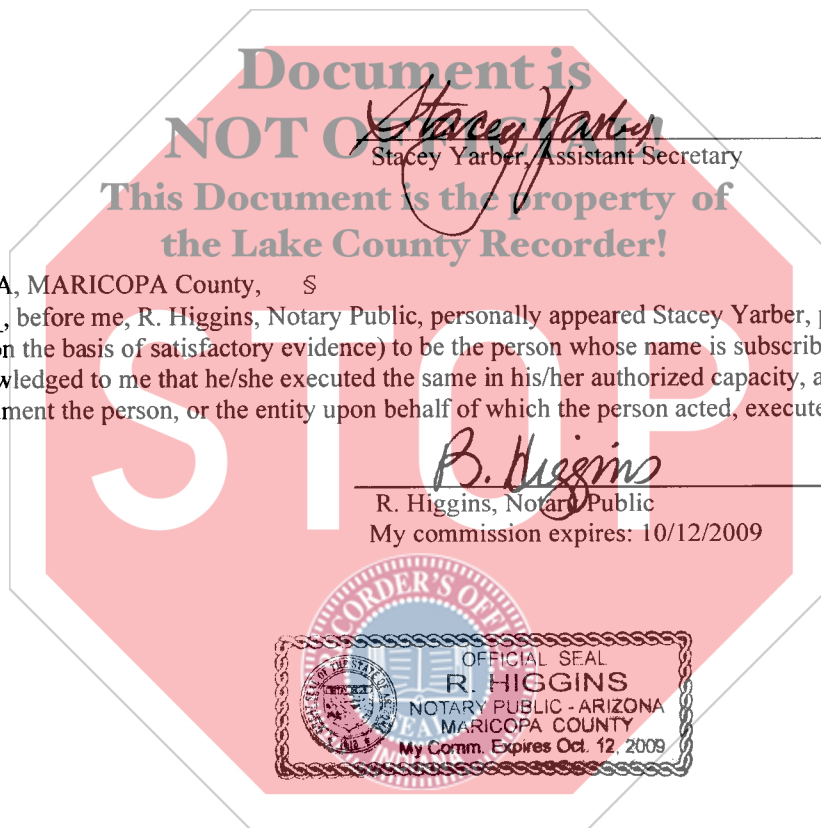 Document is
NOT OFFICIAL!
Stacey Yarber
Stacey Yarber, Assistant Secretary
This Document is the property of
the Lake County Recorder!
A, MARICOPA County, §
, before me, R. Higgins, Notary Public, personally appeared Stacey Yarber, p
n the basis of satisfactory evidence) to be the person whose name is subscrib
wledged to me that he/she executed the same in his/her authorized capacity, a
ment the person, or the entity upon behalf of which the person acted, execute
STOP
R. Higgins
R. Higgins, Notary Public
My commission expires: 10/12/2009
RECORDER'S OFFICE
SEAL
INDIANA
OFFICIAL SEAL
R. HIGGINS
NOTARY PUBLIC - ARIZONA
MARICOPA COUNTY
My Comm. Expires Oct. 12, 2009